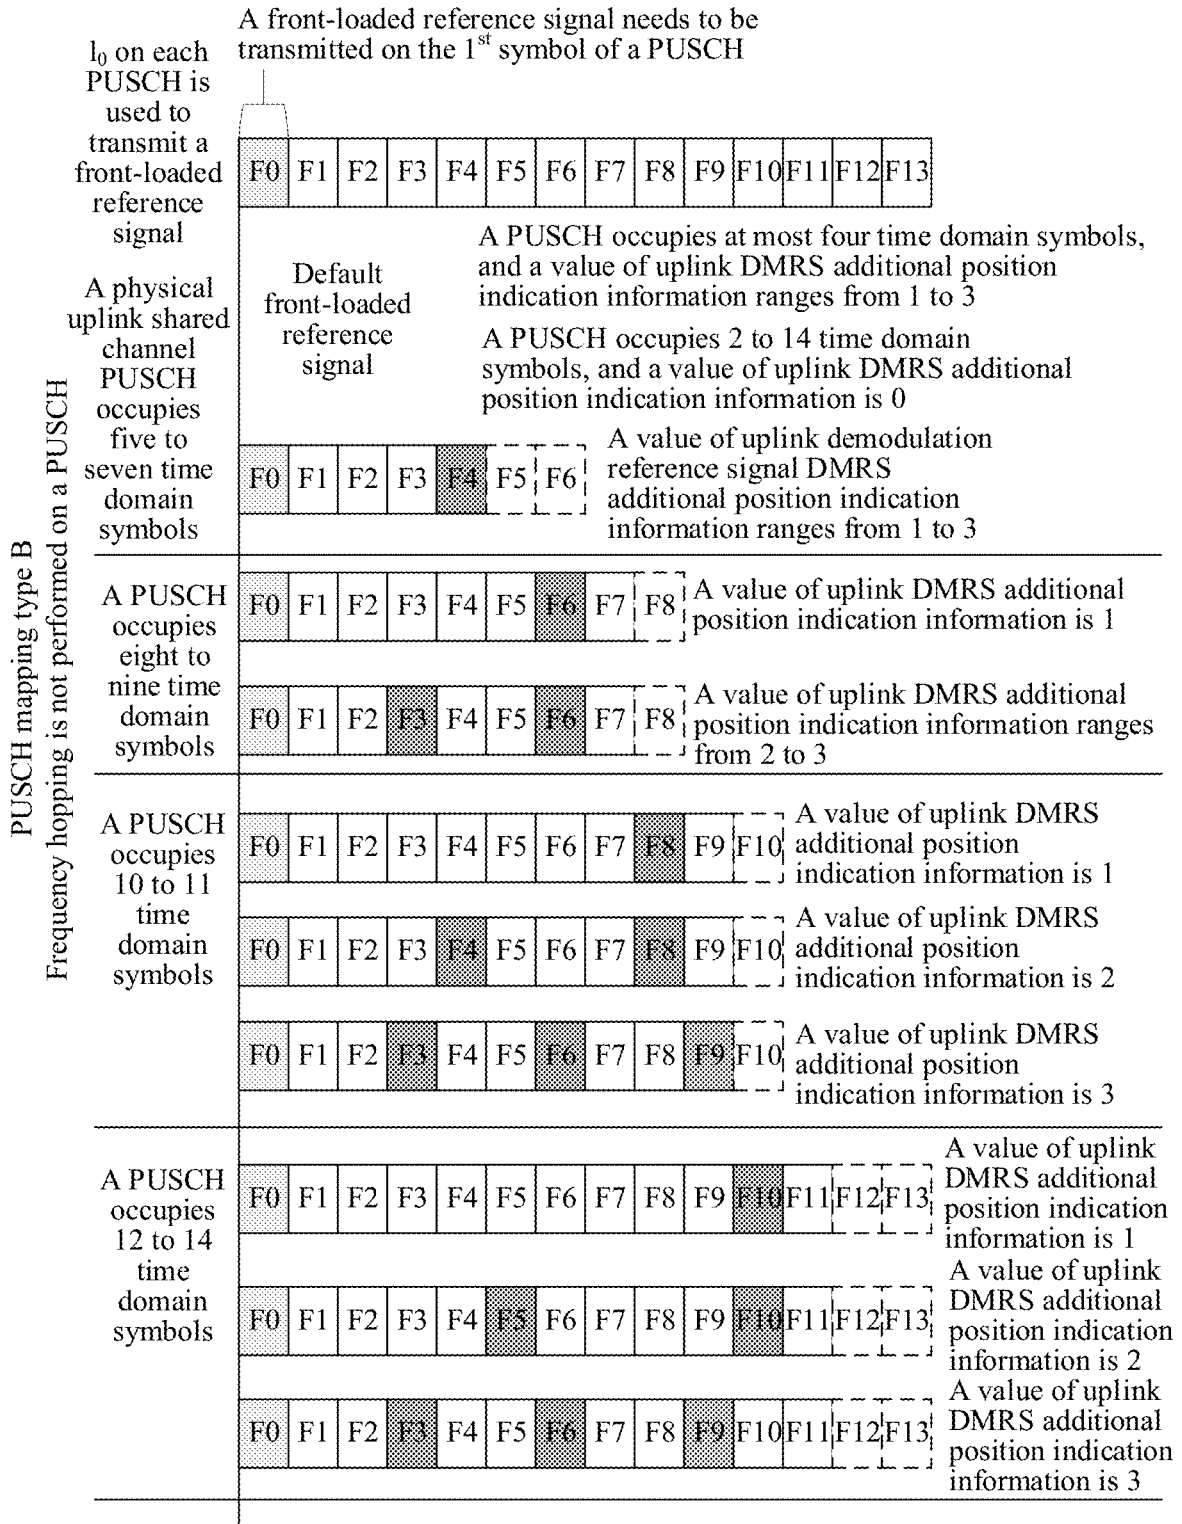 A front-loaded reference signal needs to be
transmitted on the 1st symbol of a PUSCH
l0 on each
PUSCH is
used to
transmit a
front-loaded
reference
signal
F0 F1 F2 F3 F4 F5 F6 F7 F8 F9 F10 F11 F12 F13
A PUSCH occupies at most four time domain symbols,
and a value of uplink DMRS additional position
indication information ranges from 1 to 3
Default
front-loaded
reference
signal
A PUSCH occupies 2 to 14 time domain
symbols, and a value of uplink DMRS additional
position indication information is 0
A physical
uplink shared
channel
PUSCH
occupies
five to
seven time
domain
symbols
F0 F1 F2 F3 F4 F5 F6
A value of uplink demodulation
reference signal DMRS
additional position indication
information ranges from 1 to 3
PUSCH mapping type B
Frequency hopping is not performed on a PUSCH
A PUSCH
occupies
eight to
nine time
domain
symbols
F0 F1 F2 F3 F4 F5 F6 F7 F8
A value of uplink DMRS additional
position indication information is 1
F0 F1 F2 F3 F4 F5 F6 F7 F8
A value of uplink DMRS additional
position indication information ranges
from 2 to 3
A PUSCH
occupies
10 to 11
time
domain
symbols
F0 F1 F2 F3 F4 F5 F6 F7 F8 F9 F10
A value of uplink DMRS
additional position
indication information is 1
F0 F1 F2 F3 F4 F5 F6 F7 F8 F9 F10
A value of uplink DMRS
additional position
indication information is 2
F0 F1 F2 F3 F4 F5 F6 F7 F8 F9 F10
A value of uplink DMRS
additional position
indication information is 3
A PUSCH
occupies
12 to 14
time
domain
symbols
F0 F1 F2 F3 F4 F5 F6 F7 F8 F9 F10 F11 F12 F13
A value of uplink
DMRS additional
position indication
information is 1
F0 F1 F2 F3 F4 F5 F6 F7 F8 F9 F10 F11 F12 F13
A value of uplink
DMRS additional
position indication
information is 2
F0 F1 F2 F3 F4 F5 F6 F7 F8 F9 F10 F11 F12 F13
A value of uplink
DMRS additional
position indication
information is 3